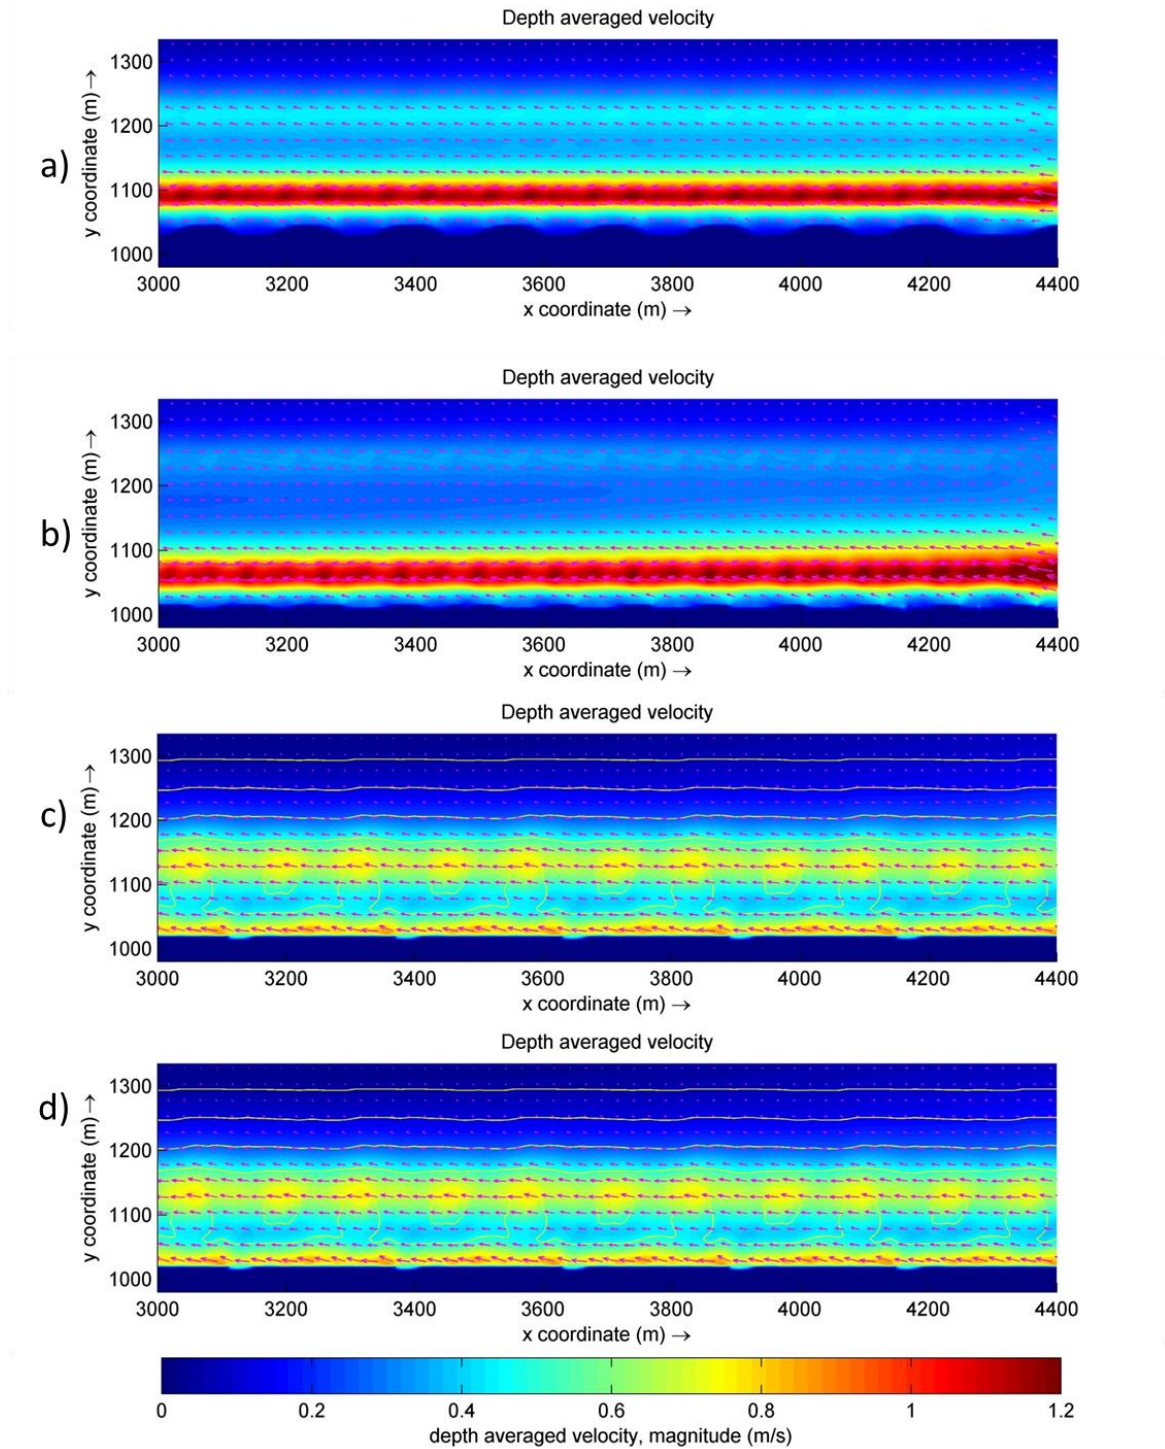 Depth averaged velocity
a)
y coordinate (m) →
1300
1200
1100
1000
3000 3200 3400 3600 3800 4000 4200 4400
x coordinate (m) →
Depth averaged velocity
b)
y coordinate (m) →
1300
1200
1100
1000
3000 3200 3400 3600 3800 4000 4200 4400
x coordinate (m) →
Depth averaged velocity
c)
y coordinate (m) →
1300
1200
1100
1000
3000 3200 3400 3600 3800 4000 4200 4400
x coordinate (m) →
Depth averaged velocity
d)
y coordinate (m) →
1300
1200
1100
1000
3000 3200 3400 3600 3800 4000 4200 4400
x coordinate (m) →
0 0.2 0.4 0.6 0.8 1 1.2
depth averaged velocity, magnitude (m/s)